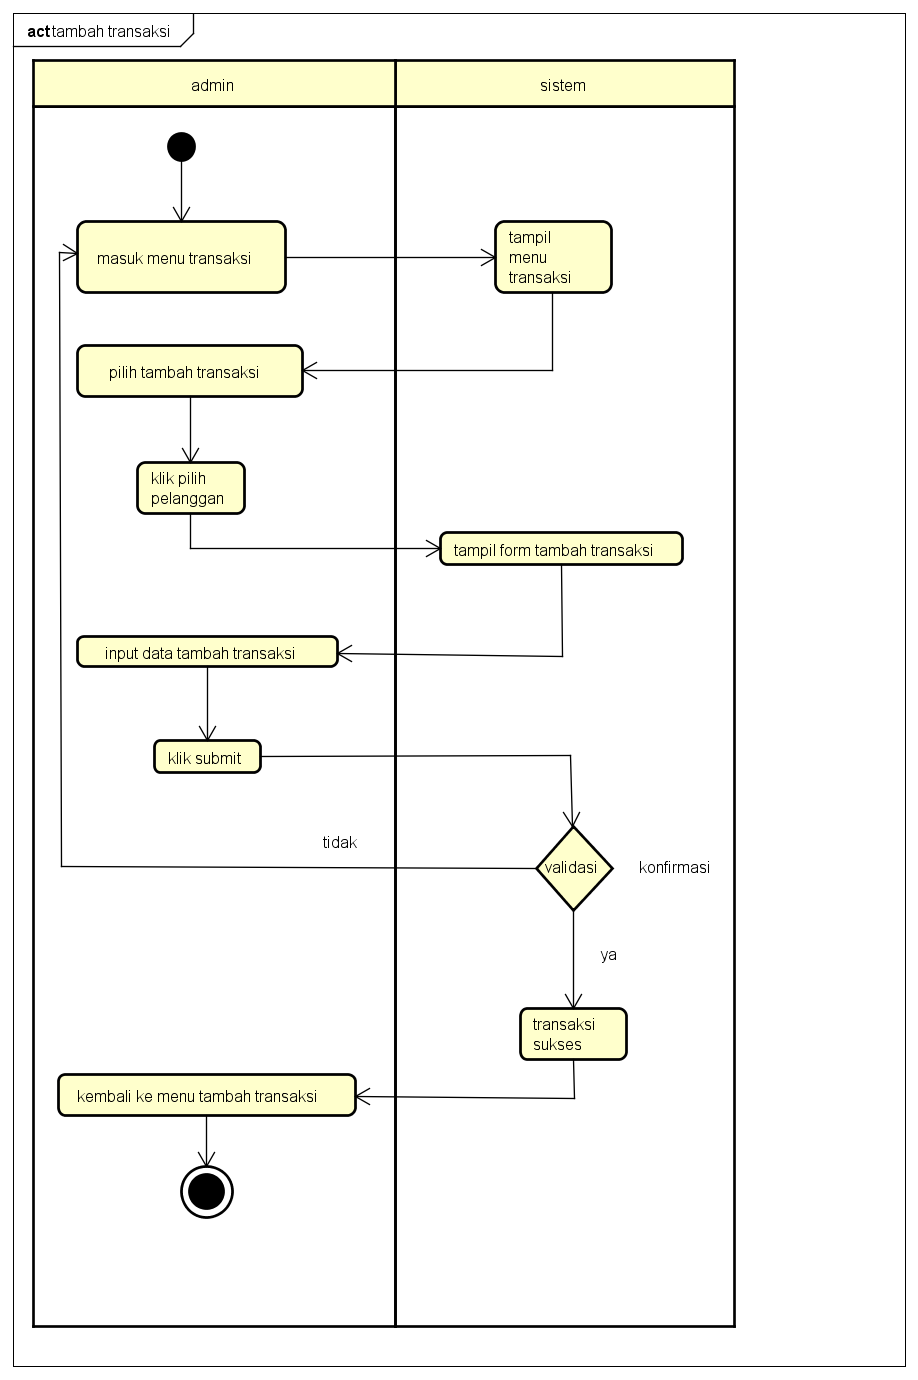 act tambah transaksi
admin
sistem
masuk menu transaksi
tampil
menu
transaksi
pilih tambah transaksi
klik pilih
pelanggan
tampil form tambah transaksi
input data tambah transaksi
klik submit
tidak
validasi
konfirmasi
ya
transaksi
sukses
kembali ke menu tambah transaksi